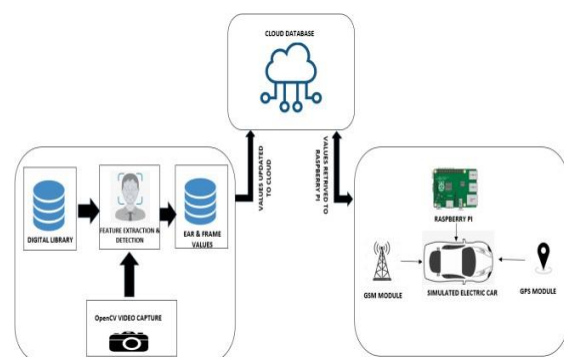 CLOUD DATABASE
VALUES UPDATED
TO CLOUD
VALUES RETRIVED TO
RASPBERRY PI
DIGITAL LIBRARY
FEATURE EXTRACTION &
DETECTION
EAR & FRAME
VALUES
OpenCV VIDEO CAPTURE
RASPBERRY PI
GSM MODULE
SIMULATED ELECTRIC CAR
GPS MODULE